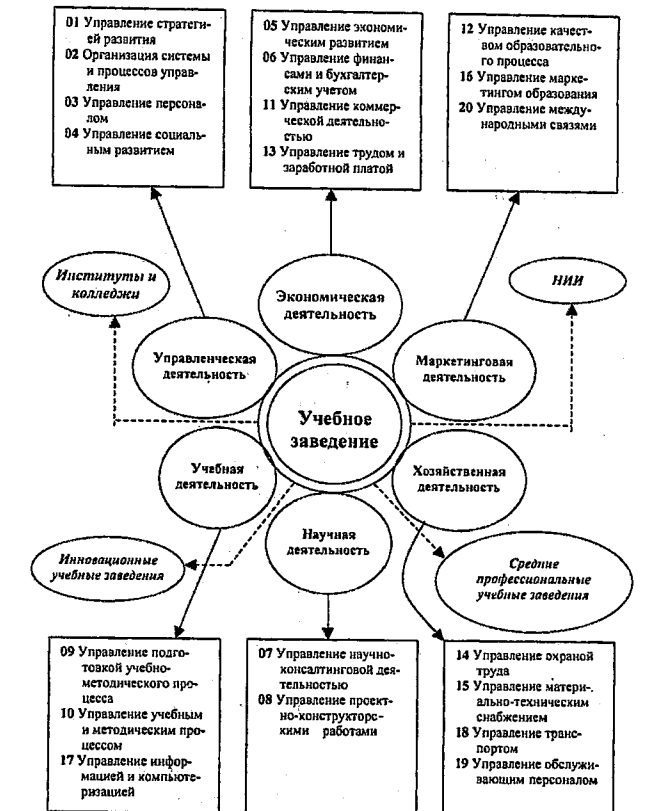 01 Управление стратеги-
ей развития
02 Организация системы
и процессов управ-
ления
03 Управление персона-
лом
04 Управление социаль-
ным развитием
05 Управление экономи-
ческим развитием
06 Управление финан-
сами и бухгалтер-
ским учетом
11 Управление коммер-
ческой деятельно-
стью
13 Управление трудом и
заработной платой
12 Управление качест-
вом образовательно-
го процесса
16 Управление марке-
тингом образования
20 Управление между-
народными связями
Институты и
колледжи
Экономическая
деятельность
НИИ
Управленческая
деятельность
Маркетинговая
деятельность
Учебное
заведение
Учебная
деятельность
Хозяйственная
деятельность
Научная
деятельность
Инновационные
учебные заведения
Средние
профессиональные
учебные заведения
09 Управление подго-
товкой учебно-
методического про-
цесса
10 Управление учебным
и методическим про-
цессом
17 Управление инфор-
мацией и компьюте-
ризацией
07 Управление научно-
консалтинговой дея-
тельностью
08 Управление проект-
но-конструкторс-
кими работами
14 Управление охраной
труда
15 Управление матери-
ально-техническим
снабжением
18 Управление транс-
портом
19 Управление обслужи-
вающим персоналом